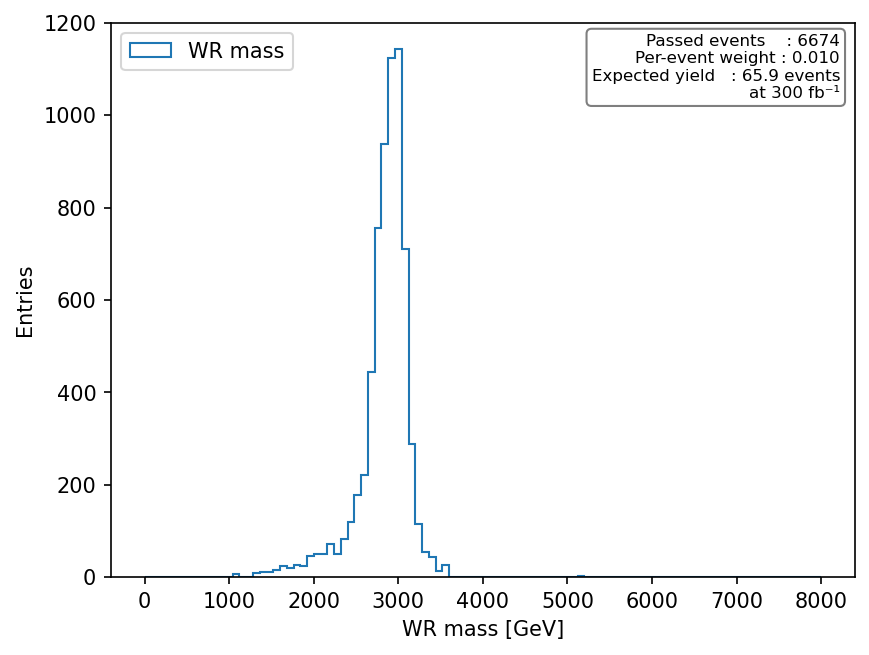 WR mass
Passed events : 6674
Per-event weight : 0.010
Expected yield : 65.9 events
at 300 fb⁻¹
1200
1000
800
600
400
200
0
Entries
0 1000 2000 3000 4000 5000 6000 7000 8000
WR mass [GeV]